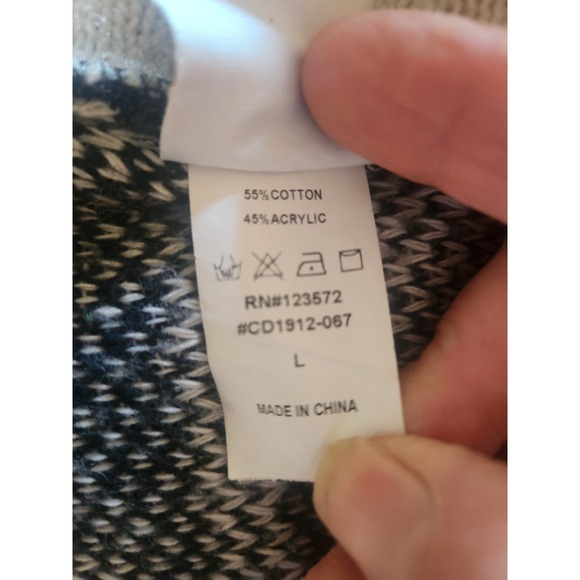 55%COTTON
45%ACRYLIC
RN#123572
#CD1912-067
L
MADE IN CHINA